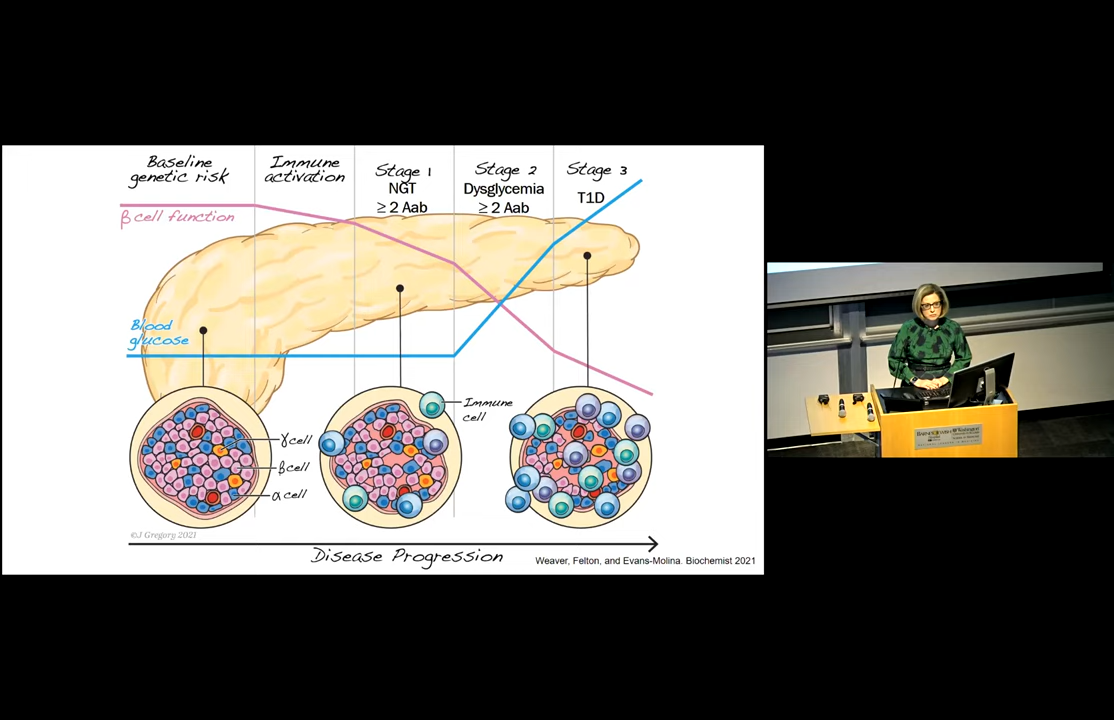 Baseline
genetic risk
Immune
activation
Stage 1
NGT
≥ 2 Aab
Stage 2
Dysglycemia
≥ 2 Aab
Stage 3
T1D
β cell function
Blood
glucose
Immune
cell
γ cell
β cell
α cell
©J Gregory 2021
Disease Progression
Weaver, Felton, and Evans-Molina. Biochemist 2021